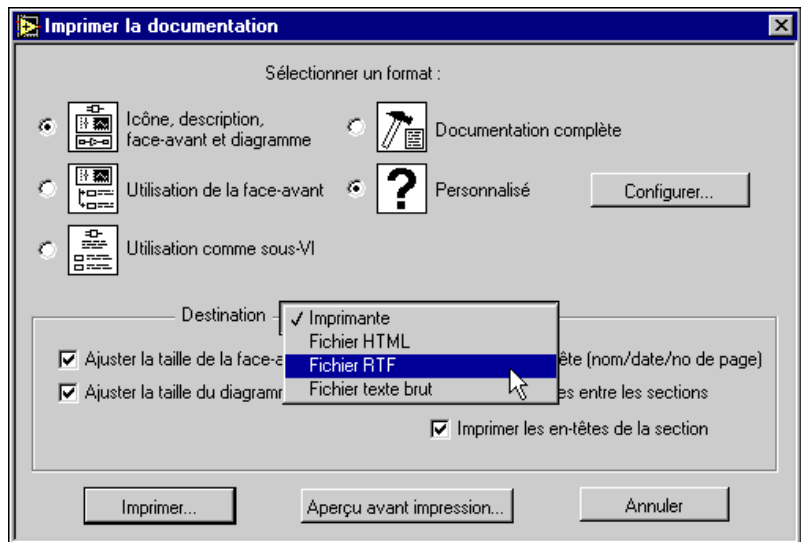 Imprimer la documentation
Sélectionner un format :
Icône, description,
face-avant et diagramme
Documentation complète
Utilisation de la face-avant
Personnalisé
Configurer...
Utilisation comme sous-VI
Destination
✓ Imprimante
Fichier HTML
Fichier RTF
Fichier texte brut
Ajuster la taille de la face-a
ête (nom/date/no de page)
Ajuster la taille du diagramm
es entre les sections
Imprimer les en-têtes de la section
Imprimer...
Aperçu avant impression...
Annuler